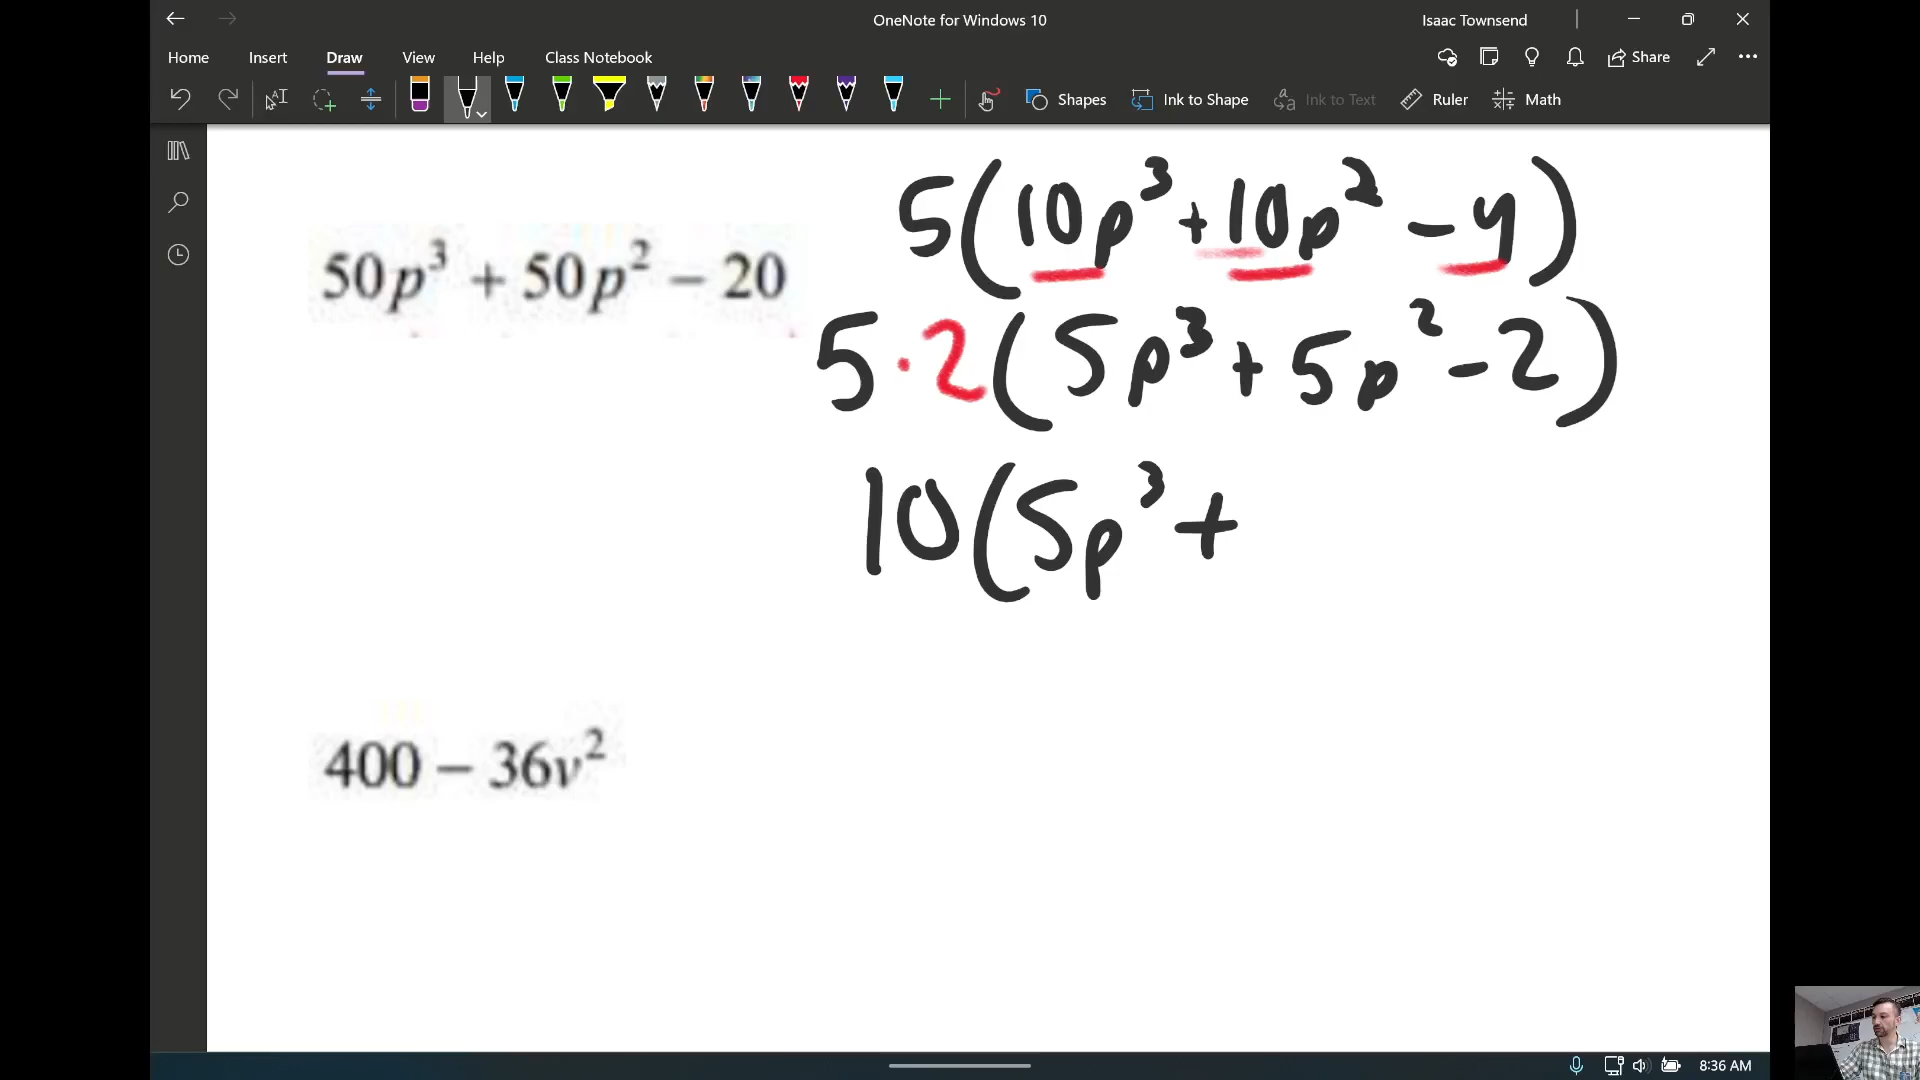 OneNote for Windows 10
Isaac Townsend
Home Insert Draw View Help Class Notebook
Share
Shapes Ink to Shape Ink to Text Ruler Math
5(10p³ + 10p² - 4)
50p³ + 50p² − 20
5 · 2 (5p³ + 5p² - 2)
10(5p³ +
400 − 36v²
8:36 AM